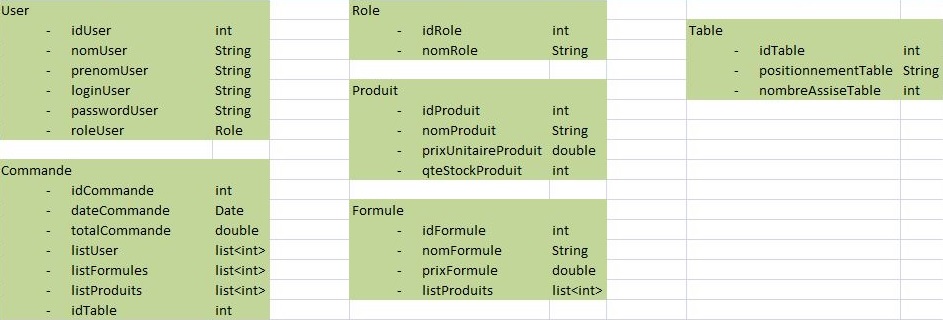 User
- idUser int
- nomUser String
- prenomUser String
- loginUser String
- passwordUser String
- roleUser Role
Commande
- idCommande int
- dateCommande Date
- totalCommande double
- listUser list<int>
- listFormules list<int>
- listProduits list<int>
- idTable int
Role
- idRole int
- nomRole String
Produit
- idProduit int
- nomProduit String
- prixUnitaireProduit double
- qteStockProduit int
Formule
- idFormule int
- nomFormule String
- prixFormule double
- listProduits list<int>
Table
- idTable int
- positionnementTable String
- nombreAssiseTable int